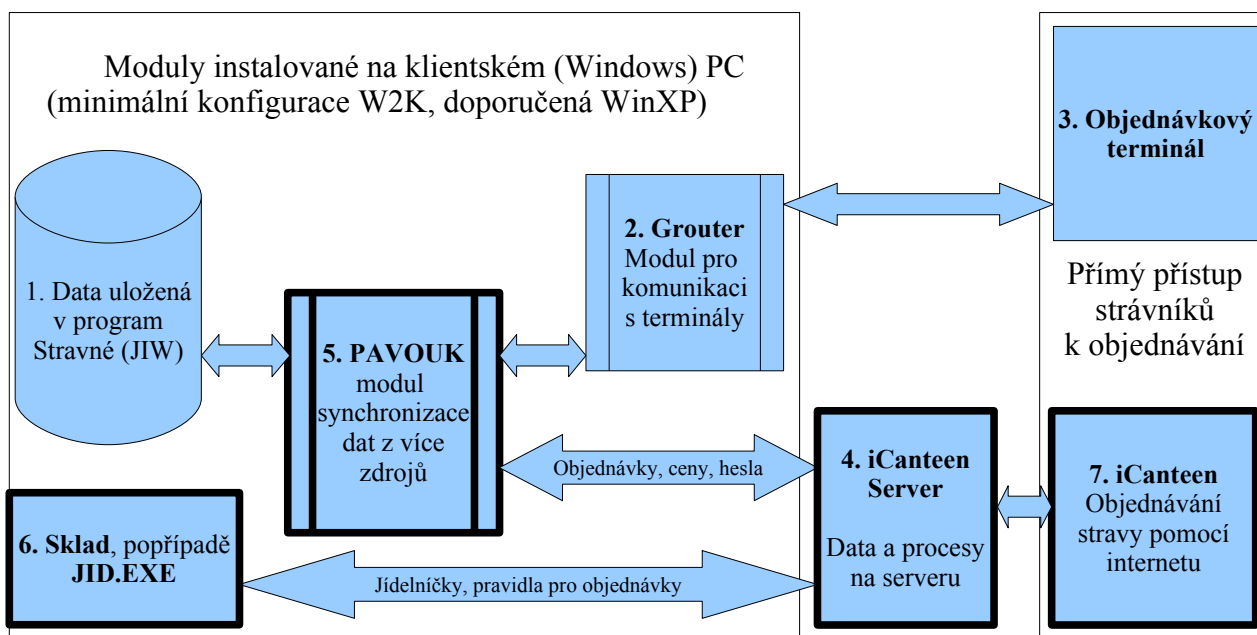 Moduly instalované na klientském (Windows) PC
(minimální konfigurace W2K, doporučená WinXP)
3. Objednávkový
terminál
2. Grouter
Modul pro
komunikaci
s terminály
Přímý přístup
strávníků
k objednávání
1. Data uložená
v program
Stravné (JIW)
5. PAVOUK
modul
synchronizace
dat z více
zdrojů
Objednávky, ceny, hesla
4. iCanteen
Server
Data a procesy
na serveru
7. iCanteen
Objednávání
stravy pomocí
internetu
6. Sklad, popřípadě
JID.EXE
Jídelníčky, pravidla pro objednávky